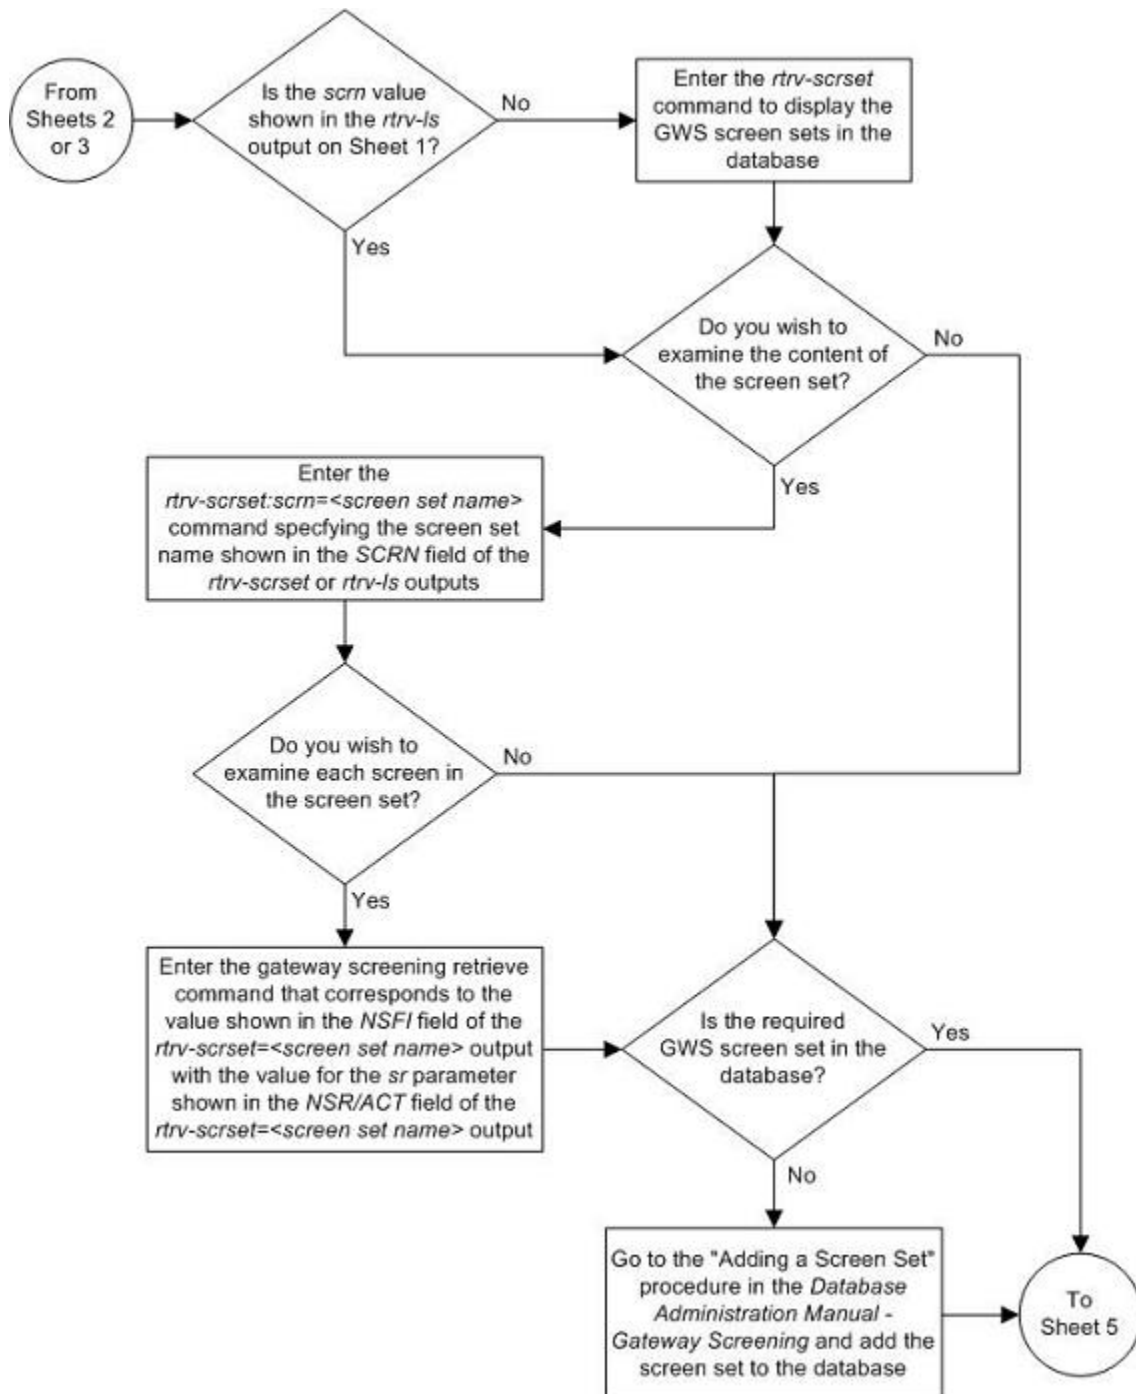 From
Sheets 2
or 3
Is the scrn value
shown in the rtrv-ls
output on Sheet 1?
No
Enter the rtrv-scrset
command to display the
GWS screen sets in the
database
Yes
Do you wish to
examine the content of
the screen set?
No
Yes
Enter the
rtrv-scrset:scrn=<screen set name>
command specfying the screen set
name shown in the SCRN field of the
rtrv-scrset or rtrv-ls outputs
Do you wish to
examine each screen in
the screen set?
No
Yes
Enter the gateway screening retrieve
command that corresponds to the
value shown in the NSFI field of the
rtrv-scrset=<screen set name> output
with the value for the sr parameter
shown in the NSR/ACT field of the
rtrv-scrset=<screen set name> output
Is the required
GWS screen set in the
database?
Yes
No
Go to the "Adding a Screen Set"
procedure in the Database
Administration Manual -
Gateway Screening and add the
screen set to the database
To
Sheet 5